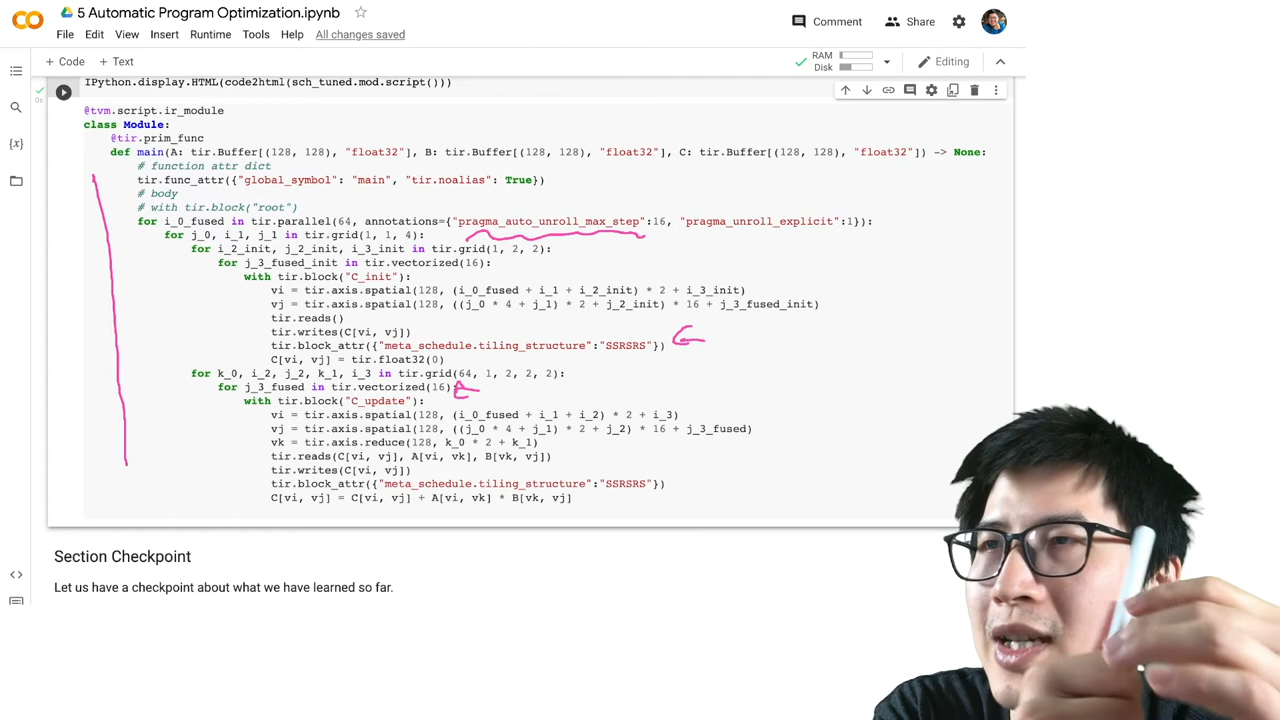 5 Automatic Program Optimization.ipynb
Comment
Share
File Edit View Insert Runtime Tools Help All changes saved
+ Code + Text
RAM
Disk
Editing
IPython.display.HTML(code2html(sch_tuned.mod.script()))
0s
@tvm.script.ir_module
class Module:
@tir.prim_func
def main(A: tir.Buffer[(128, 128), "float32"], B: tir.Buffer[(128, 128), "float32"], C: tir.Buffer[(128, 128), "float32"]) -> None:
# function attr dict
tir.func_attr({"global_symbol": "main", "tir.noalias": True})
# body
# with tir.block("root")
for i_0_fused in tir.parallel(64, annotations={"pragma_auto_unroll_max_step":16, "pragma_unroll_explicit":1}):
for j_0, i_1, j_1 in tir.grid(1, 1, 4):
for i_2_init, j_2_init, i_3_init in tir.grid(1, 2, 2):
for j_3_fused_init in tir.vectorized(16):
with tir.block("C_init"):
vi = tir.axis.spatial(128, (i_0_fused + i_1 + i_2_init) * 2 + i_3_init)
vj = tir.axis.spatial(128, ((j_0 * 4 + j_1) * 2 + j_2_init) * 16 + j_3_fused_init)
tir.reads()
tir.writes(C[vi, vj])
tir.block_attr({"meta_schedule.tiling_structure":"SSRSRS"})
C[vi, vj] = tir.float32(0)
for k_0, i_2, j_2, k_1, i_3 in tir.grid(64, 1, 2, 2, 2):
for j_3_fused in tir.vectorized(16):
with tir.block("C_update"):
vi = tir.axis.spatial(128, (i_0_fused + i_1 + i_2) * 2 + i_3)
vj = tir.axis.spatial(128, ((j_0 * 4 + j_1) * 2 + j_2) * 16 + j_3_fused)
vk = tir.axis.reduce(128, k_0 * 2 + k_1)
tir.reads(C[vi, vj], A[vi, vk], B[vk, vj])
tir.writes(C[vi, vj])
tir.block_attr({"meta_schedule.tiling_structure":"SSRSRS"})
C[vi, vj] = C[vi, vj] + A[vi, vk] * B[vk, vj]
Section Checkpoint
Let us have a checkpoint about what we have learned so far.